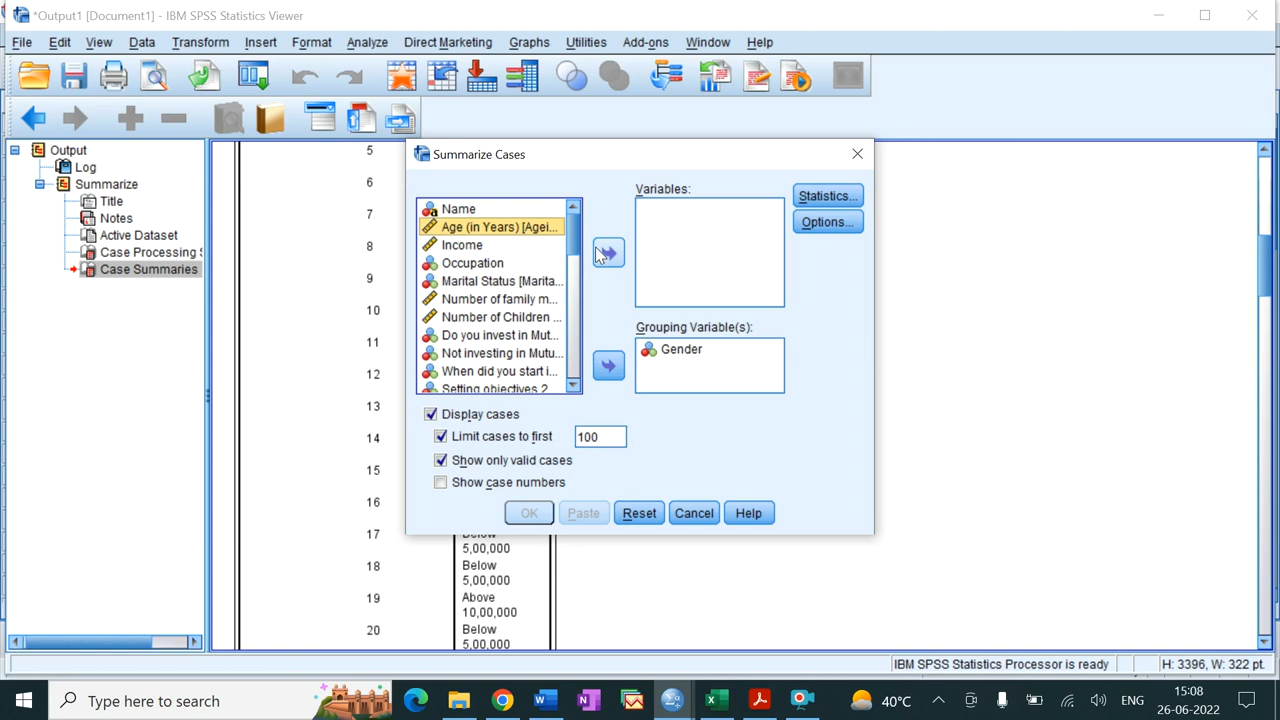 *Output1 [Document1] - IBM SPSS Statistics Viewer
File Edit View Data Transform Insert Format Analyze Direct Marketing Graphs Utilities Add-ons Window Help
Output
Log
Summarize
Title
Notes
Active Dataset
Case Processing S
Case Summaries
5
6
7
8
9
10
11
12
13
14
15
16
17
Below
5,00,000
18
Below
5,00,000
19
Above
10,00,000
20
Below
5,00,000
Summarize Cases
Name
Age (in Years) [Agei...
Income
Occupation
Marital Status [Marita...
Number of family m...
Number of Children ...
Do you invest in Mut...
Not investing in Mutu...
When did you start i...
Setting objectives 2
Variables:
Grouping Variable(s):
Gender
Statistics...
Options...
Display cases
Limit cases to first 100
Show only valid cases
Show case numbers
OK Paste Reset Cancel Help
IBM SPSS Statistics Processor is ready H: 3396, W: 322 pt.
Type here to search
40°C
ENG
15:08
26-06-2022